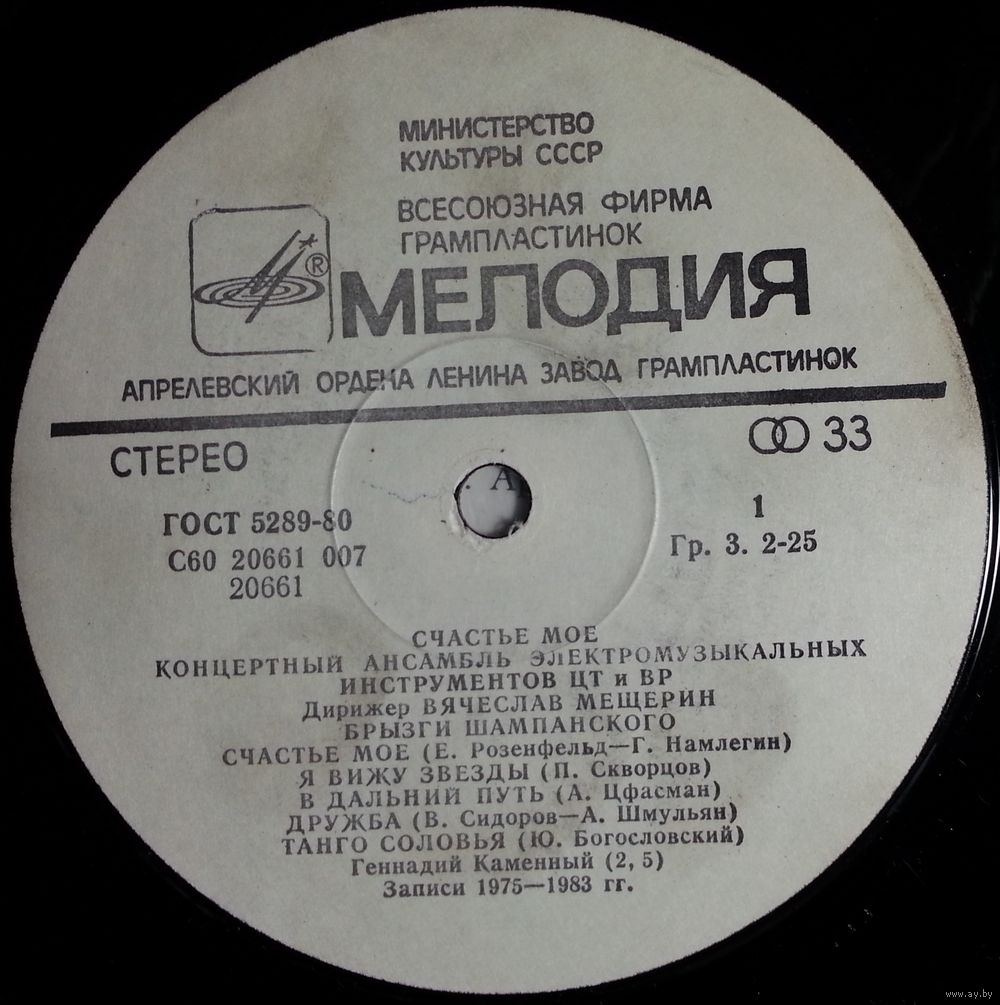 МИНИСТЕРСТВО
КУЛЬТУРЫ СССР
ВСЕСОЮЗНАЯ ФИРМА
ГРАМПЛАСТИНОК
®
МЕЛОДИЯ
АПРЕЛЕВСКИЙ ОРДЕНА ЛЕНИНА ЗАВОД ГРАМПЛАСТИНОК
СТЕРЕО
33
А
ГОСТ 5289-80
С60 20661 007
20661
1
Гр. 3. 2-25
СЧАСТЬЕ МОЕ
КОНЦЕРТНЫЙ АНСАМБЛЬ ЭЛЕКТРОМУЗЫКАЛЬНЫХ
ИНСТРУМЕНТОВ ЦТ и ВР
Дирижер ВЯЧЕСЛАВ МЕЩЕРИН
БРЫЗГИ ШАМПАНСКОГО
СЧАСТЬЕ МОЕ (Е. Розенфельд—Г. Намлегин)
Я ВИЖУ ЗВЕЗДЫ (П. Скворцов)
В ДАЛЬНИЙ ПУТЬ (А. Цфасман)
ДРУЖБА (В. Сидоров—А. Шмульян)
ТАНГО СОЛОВЬЯ (Ю. Богословский)
Геннадий Каменный (2, 5)
Записи 1975—1983 гг.
www.ay.by